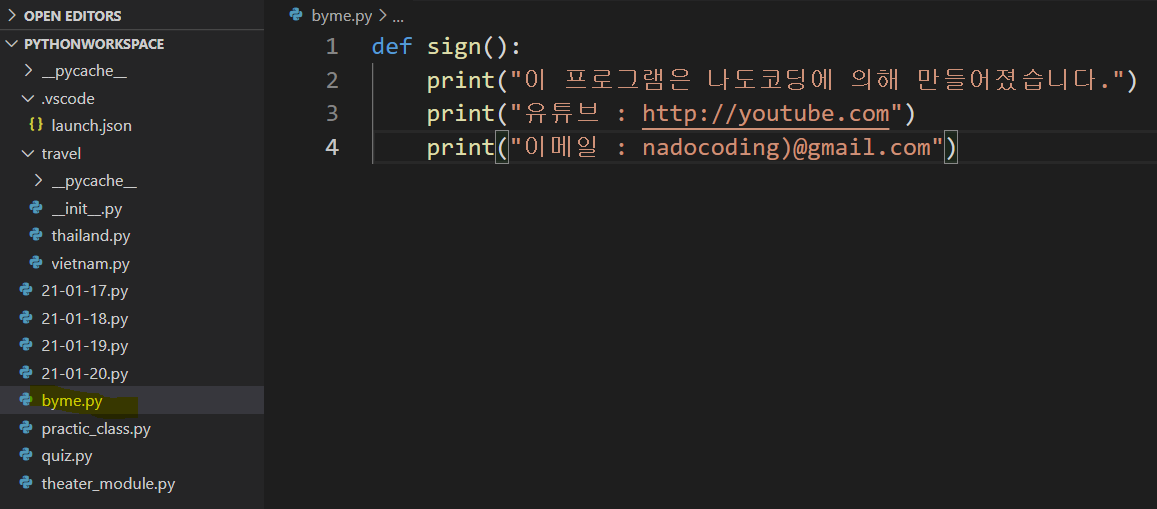 OPEN EDITORS
PYTHONWORKSPACE
__pycache__
.vscode
{} launch.json
travel
__pycache__
__init__.py
thailand.py
vietnam.py
21-01-17.py
21-01-18.py
21-01-19.py
21-01-20.py
byme.py
practic_class.py
quiz.py
theater_module.py
byme.py > ...
1 def sign():
2     print("이 프로그램은 나도코딩에 의해 만들어졌습니다.")
3     print("유튜브 : http://youtube.com")
4     print("이메일 : nadocoding)@gmail.com")